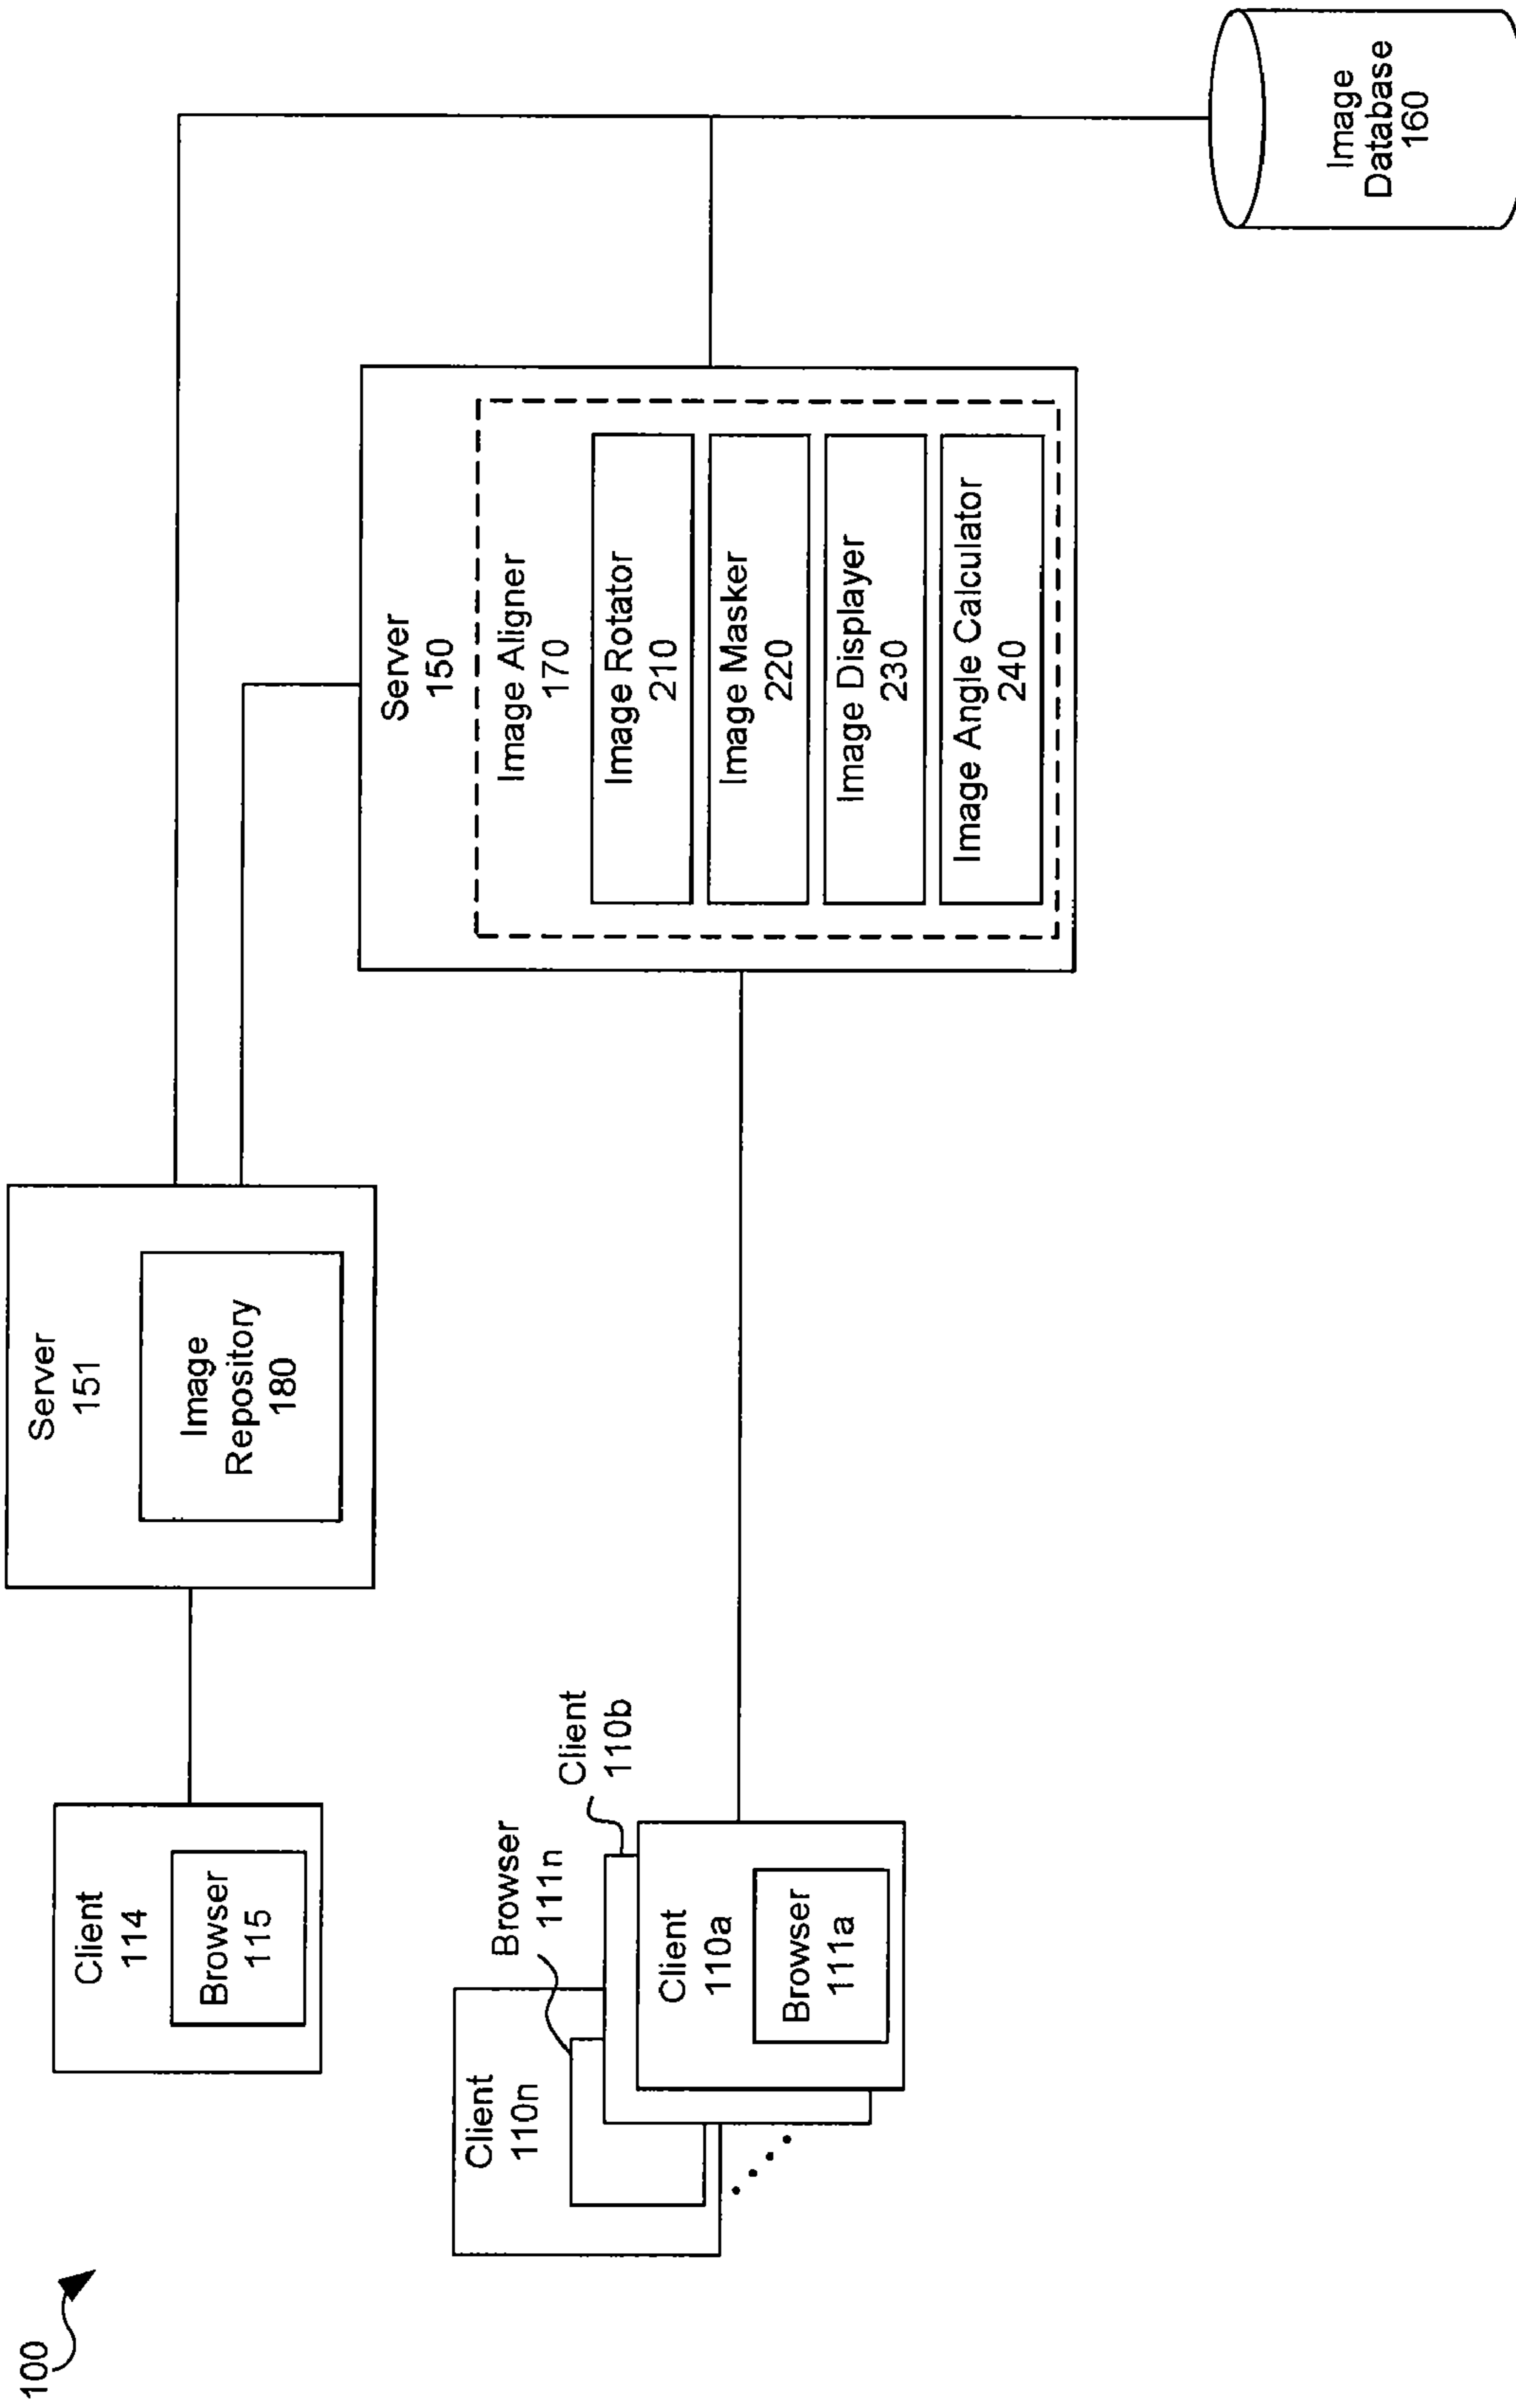 100
Client
114
Browser
115
Server
151
Image
Repository
180
Client
110n
Browser
111n
Client
110b
Client
110a
Browser
111a
Server
150
Image Aligner
170
Image Rotator
210
Image Masker
220
Image Displayer
230
Image Angle Calculator
240
Image
Database
160